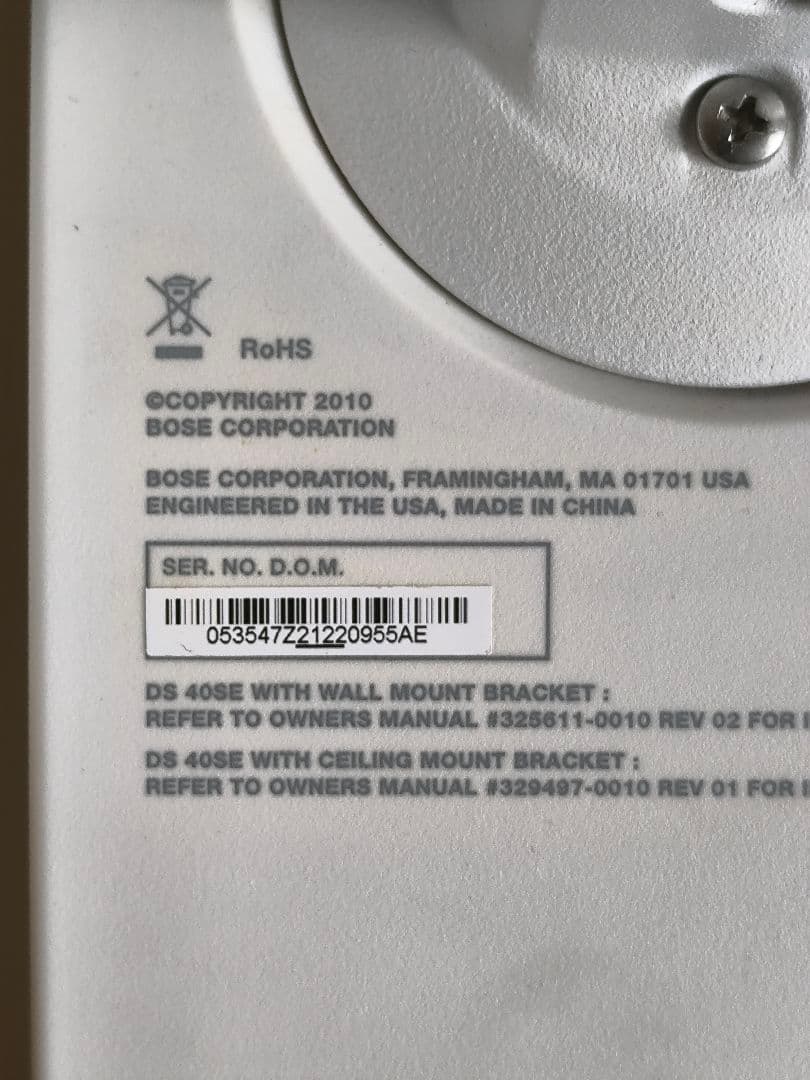 RoHS
©COPYRIGHT 2010
BOSE CORPORATION
BOSE CORPORATION, FRAMINGHAM, MA 01701 USA
ENGINEERED IN THE USA, MADE IN CHINA
SER. NO. D.O.M.
053547Z21220955AE
DS 40SE WITH WALL MOUNT BRACKET :
REFER TO OWNERS MANUAL #325611-0010 REV 02 FOR
DS 40SE WITH CEILING MOUNT BRACKET :
REFER TO OWNERS MANUAL #329497-0010 REV 01 FOR